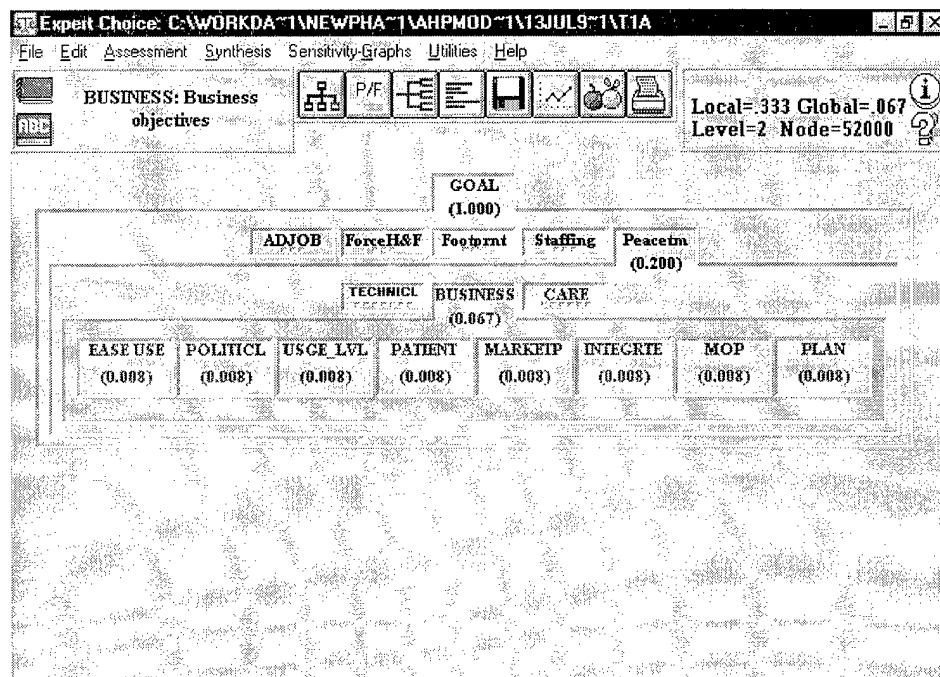 Expert Choice: C:\WORKDA~1\NEWPHA~1\AHPMOD~1\13JUL9~1\T1A
File Edit Assessment Synthesis Sensitivity-Graphs Utilities Help
BUSINESS: Business
objectives
ABC
P/F
Local=.333 Global=.067
Level=2 Node=52000
GOAL
(1.000)
ADJOB ForceH&F Footprnt Staffing Peacetm
(0.200)
TECHNICL BUSINESS CARE
(0.067)
EASE USE POLITICL USGE_LVL PATIENT MARKETP INTEGRTE MOP PLAN
(0.008) (0.008) (0.008) (0.008) (0.008) (0.008) (0.008) (0.008)